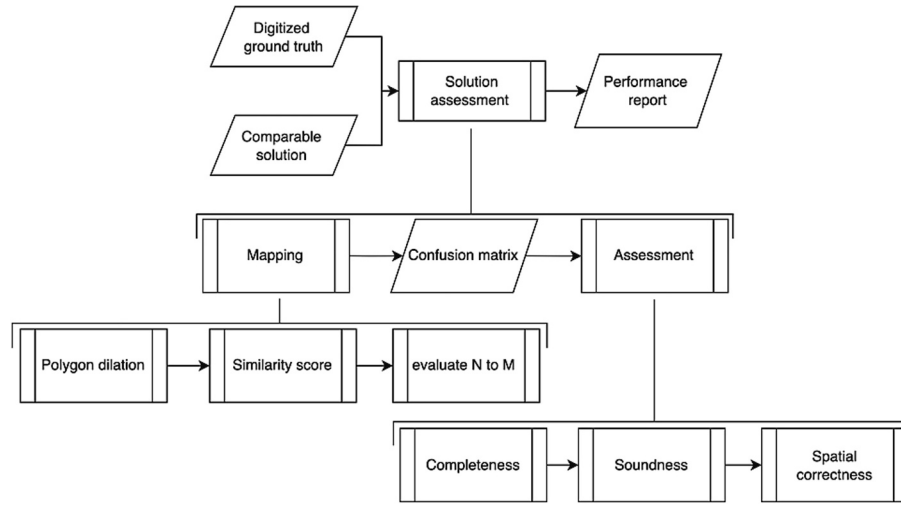 Digitized
ground truth
Solution
assessment
Performance
report
Comparable
solution
Mapping
Confusion matrix
Assessment
Polygon dilation
Similarity score
evaluate N to M
Completeness
Soundness
Spatial
correctness